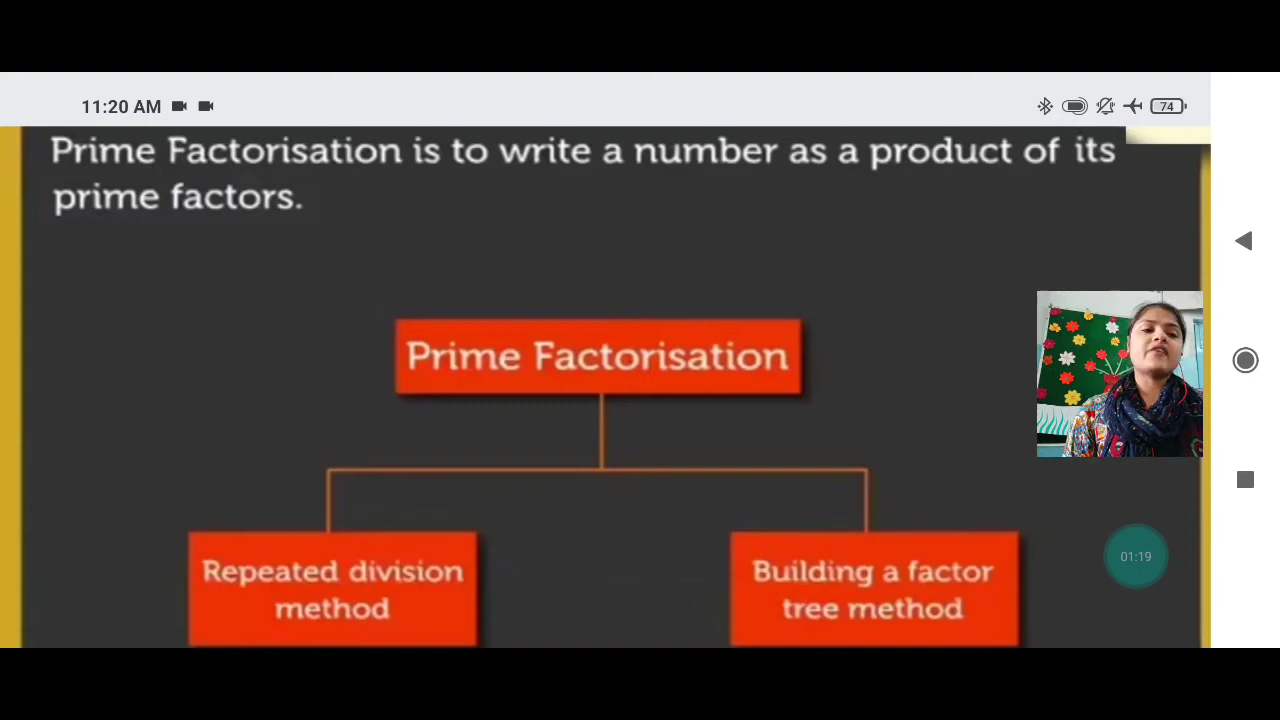 11:20 AM
74
Prime Factorisation is to write a number as a product of its
prime factors.
Prime Factorisation
Repeated division
method
Building a factor
tree method
01:19